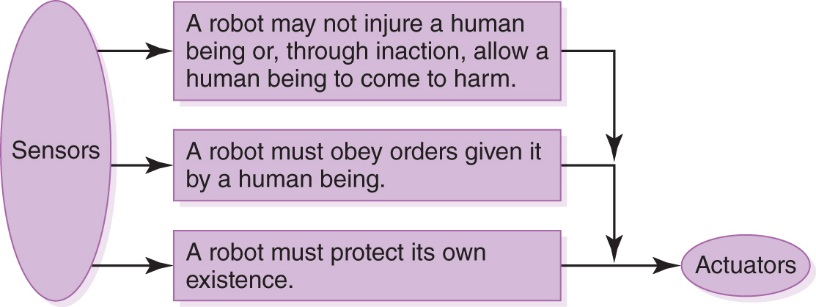 Sensors
A robot may not injure a human
being or, through inaction, allow a
human being to come to harm.
A robot must obey orders given it
by a human being.
A robot must protect its own
existence.
Actuators